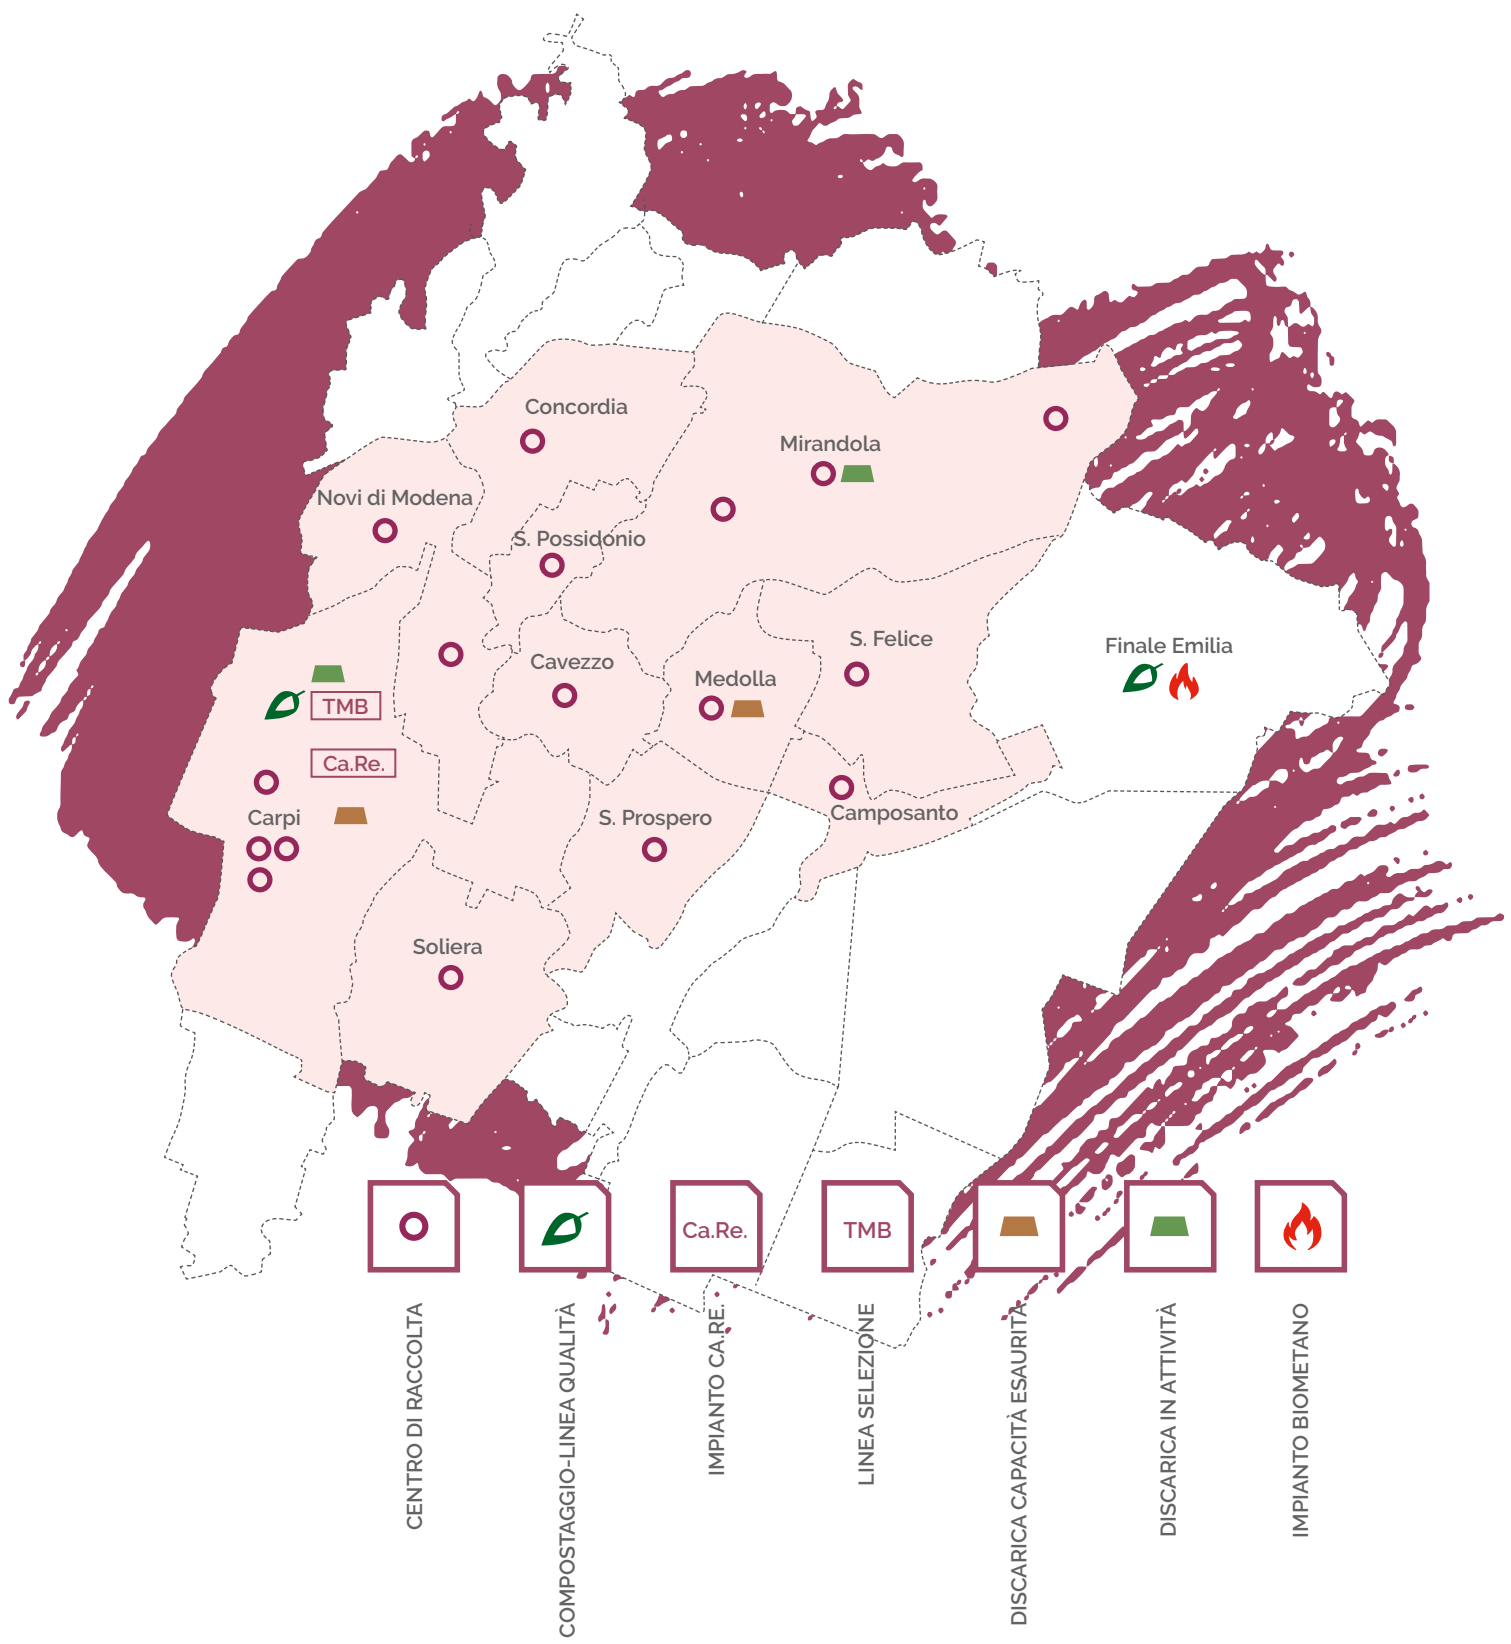 Concordia
Mirandola
Novi di Modena
S. Possidonio
S. Felice
Finale Emilia
Cavezzo
Medolla
TMB
Ca.Re.
Carpi
S. Prospero
Camposanto
Soliera
Ca.Re.
TMB
CENTRO DI RACCOLTA
COMPOSTAGGIO-LINEA QUALITÀ
IMPIANTO CA.RE.
LINEA SELEZIONE
DISCARICA CAPACITÀ ESAURITÀ
DISCARICA IN ATTIVITÀ
IMPIANTO BIOMETANO